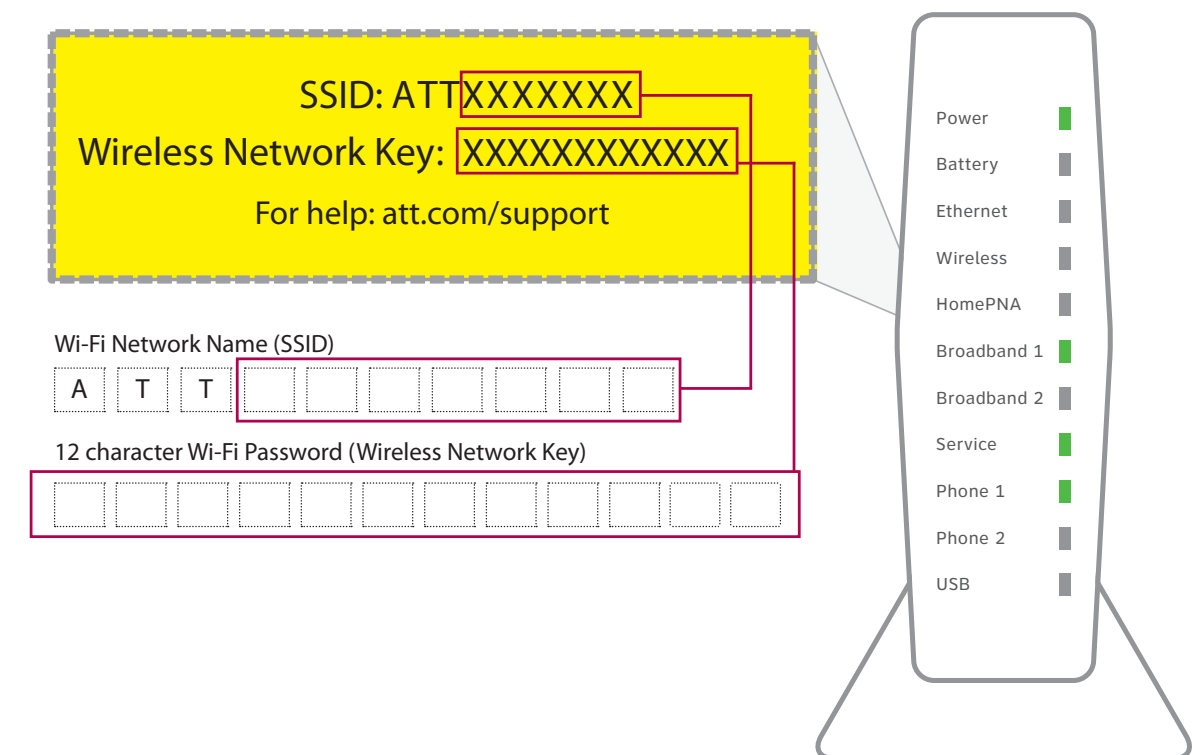 SSID: ATTXXXXXXX
Wireless Network Key: XXXXXXXXXXXX
For help: att.com/support
Wi-Fi Network Name (SSID)
A T T
12 character Wi-Fi Password (Wireless Network Key)
Power
Battery
Ethernet
Wireless
HomePNA
Broadband 1
Broadband 2
Service
Phone 1
Phone 2
USB